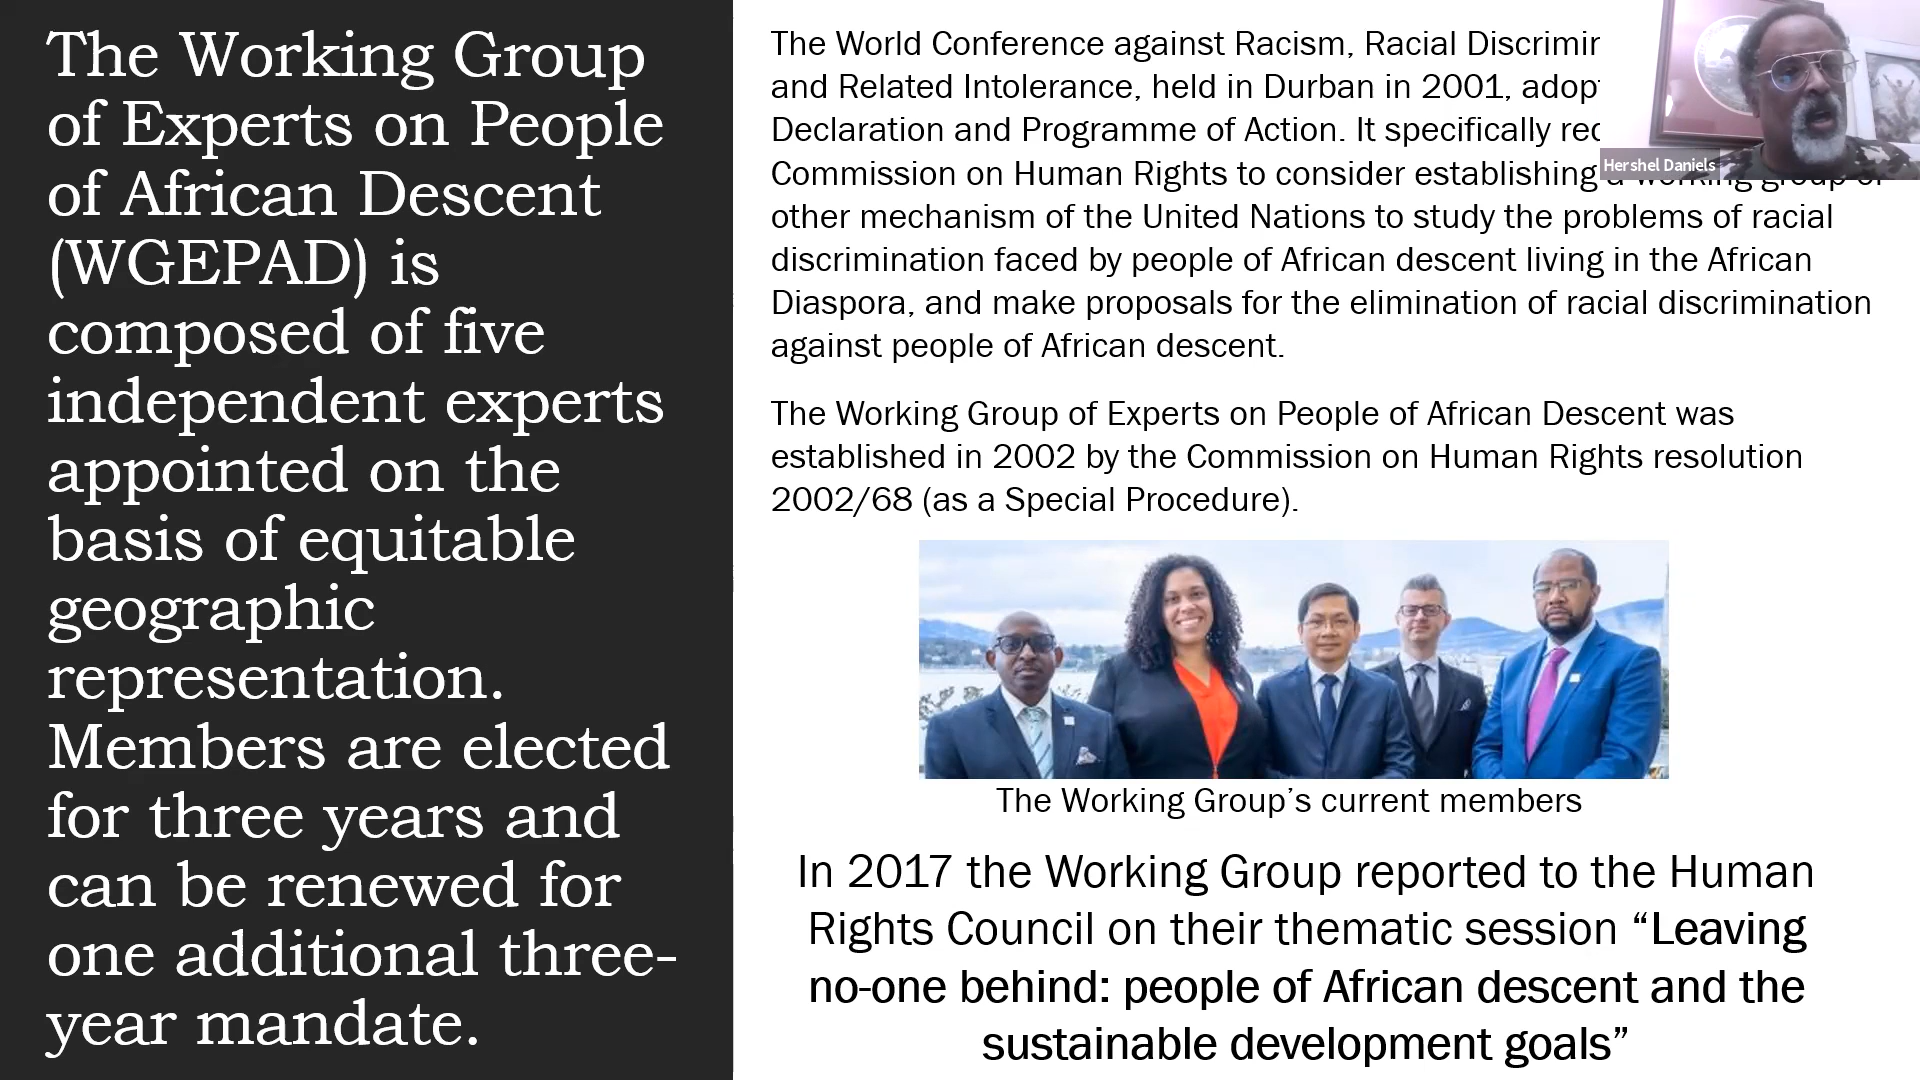 The Working Group
of Experts on People
of African Descent
(WGEPAD) is
composed of five
independent experts
appointed on the
basis of equitable
geographic
representation.
Members are elected
for three years and
can be renewed for
one additional three-
year mandate.
The World Conference against Racism, Racial
and Related Intolerance, held in Durban in 2001,
Declaration and Programme of Action. It specifically
Commission on Human Rights to consider establishing a working group or
other mechanism of the United Nations to study the problems of racial
discrimination faced by people of African descent living in the African
Diaspora, and make proposals for the elimination of racial discrimination
against people of African descent.
The Working Group of Experts on People of African Descent was
established in 2002 by the Commission on Human Rights resolution
2002/68 (as a Special Procedure).
The Working Group’s current members
In 2017 the Working Group reported to the Human
Rights Council on their thematic session “Leaving
no-one behind: people of African descent and the
sustainable development goals”
Hershel Daniels